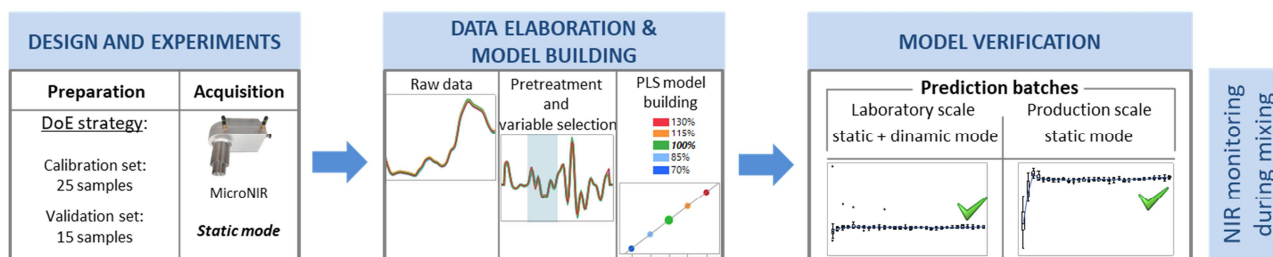 DESIGN AND EXPERIMENTS
Preparation
DoE strategy:
Calibration set:
25 samples
Validation set:
15 samples
Acquisition
MicroNIR
Static mode
DATA ELABORATION &
MODEL BUILDING
Raw data
Pretreatment
and
variable selection
PLS model
building
130%
115%
100%
85%
70%
MODEL VERIFICATION
Prediction batches
Laboratory scale
static + dinamic mode
Production scale
static mode
NIR monitoring
during mixing